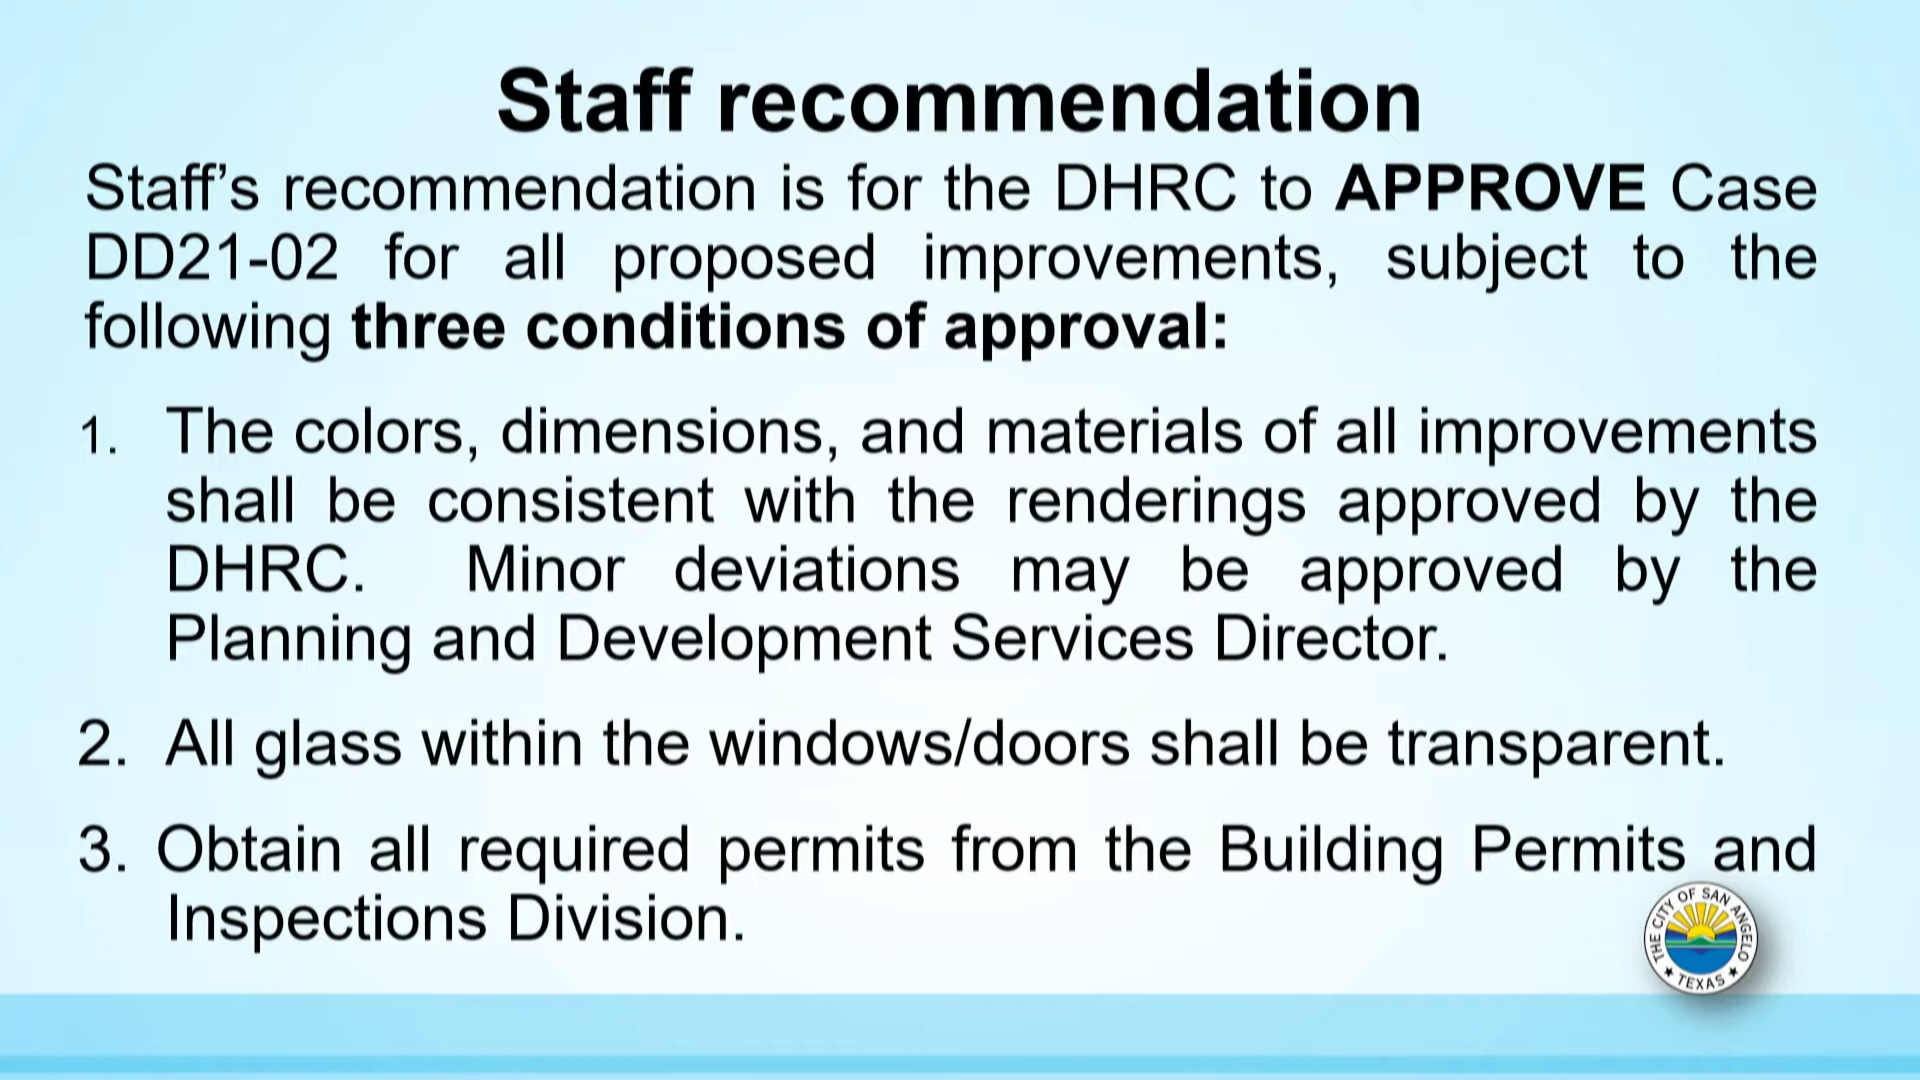 Staff recommendation
Staff’s recommendation is for the DHRC to APPROVE Case
DD21-02 for all proposed improvements, subject to the
following three conditions of approval:
1. The colors, dimensions, and materials of all improvements
shall be consistent with the renderings approved by the
DHRC. Minor deviations may be approved by the
Planning and Development Services Director.
2. All glass within the windows/doors shall be transparent.
3. Obtain all required permits from the Building Permits and
Inspections Division.
THE CITY OF SAN ANGELO
TEXAS